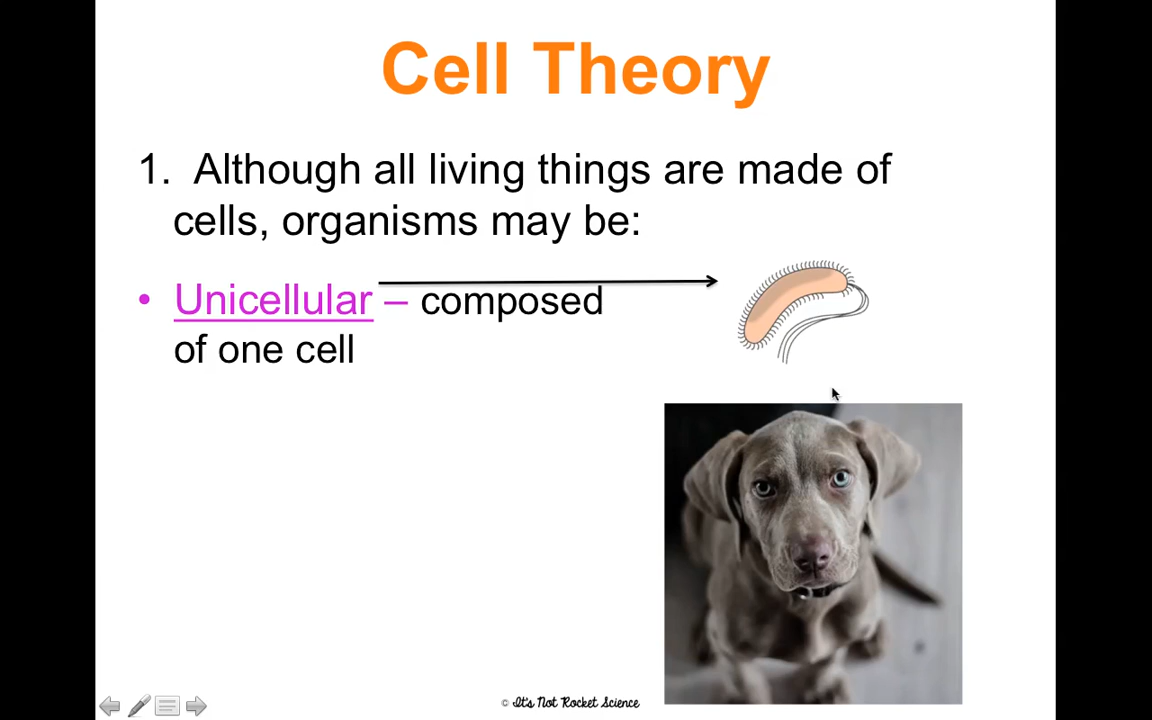 Cell Theory
1. Although all living things are made of
cells, organisms may be:
• Unicellular – composed
of one cell
© It's Not Rocket Science